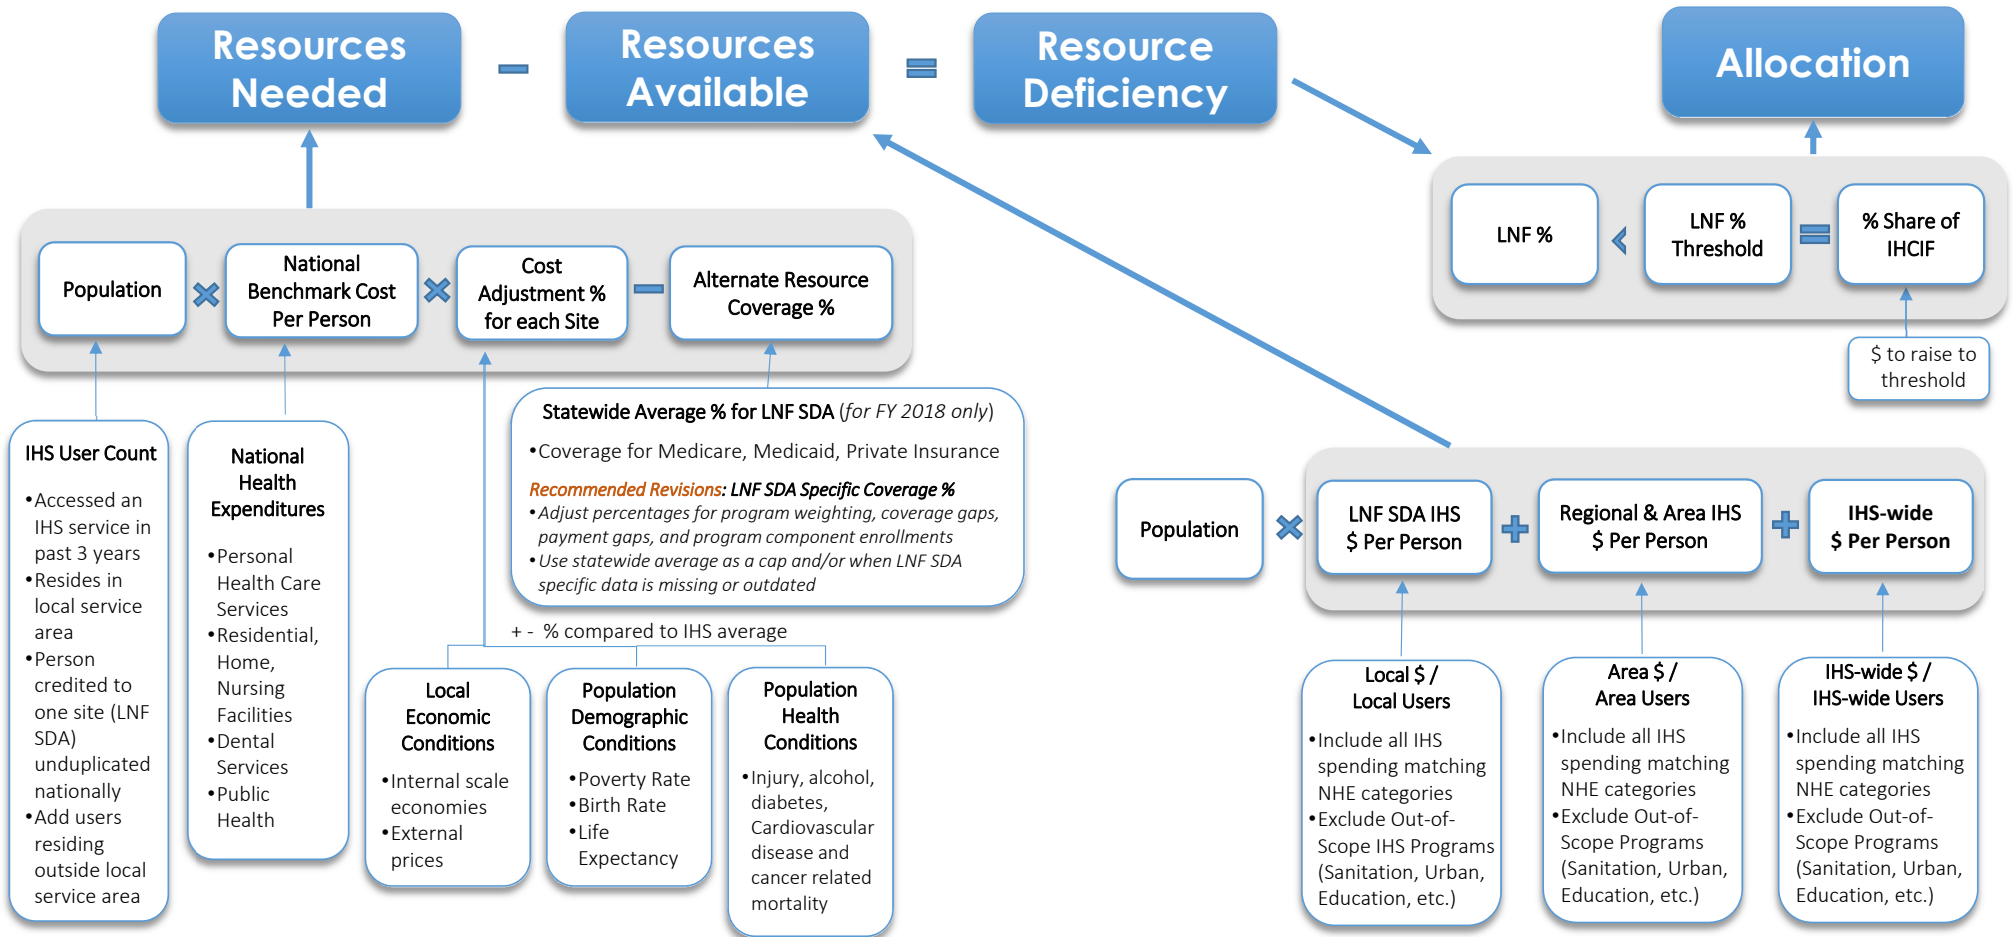 Resources
Needed
Resources
Available
Resource
Deficiency
Allocation
Population
National
Benchmark Cost
Per Person
Cost
Adjustment %
for each Site
Alternate Resource
Coverage %
LNF %
<
LNF %
Threshold
% Share of
IHCIF
$ to raise to
threshold
IHS User Count
•Accessed an
IHS service in
past 3 years
•Resides in
local service
area
•Person
credited to
one site (LNF
SDA)
unduplicated
nationally
•Add users
residing
outside local
service area
National
Health
Expenditures
•Personal
Health Care
Services
•Residential,
Home,
Nursing
Facilities
•Dental
Services
•Public
Health
Statewide Average % for LNF SDA (for FY 2018 only)
•Coverage for Medicare, Medicaid, Private Insurance
Recommended Revisions: LNF SDA Specific Coverage %
•Adjust percentages for program weighting, coverage gaps,
payment gaps, and program component enrollments
•Use statewide average as a cap and/or when LNF SDA
specific data is missing or outdated
+ - % compared to IHS average
Local
Economic
Conditions
•Internal scale
economies
•External
prices
Population
Demographic
Conditions
•Poverty Rate
•Birth Rate
•Life
Expectancy
Population
Health
Conditions
•Injury, alcohol,
diabetes,
Cardiovascular
disease and
cancer related
mortality
Population
LNF SDA IHS
$ Per Person
Regional & Area IHS
$ Per Person
IHS-wide
$ Per Person
Local $ /
Local Users
•Include all IHS
spending matching
NHE categories
•Exclude Out-of-
Scope IHS Programs
(Sanitation, Urban,
Education, etc.)
Area $ /
Area Users
•Include all IHS
spending matching
NHE categories
•Exclude Out-of-
Scope Programs
(Sanitation, Urban,
Education, etc.)
IHS-wide $ /
IHS-wide Users
•Include all IHS
spending matching
NHE categories
•Exclude Out-of-
Scope Programs
(Sanitation, Urban,
Education, etc.)